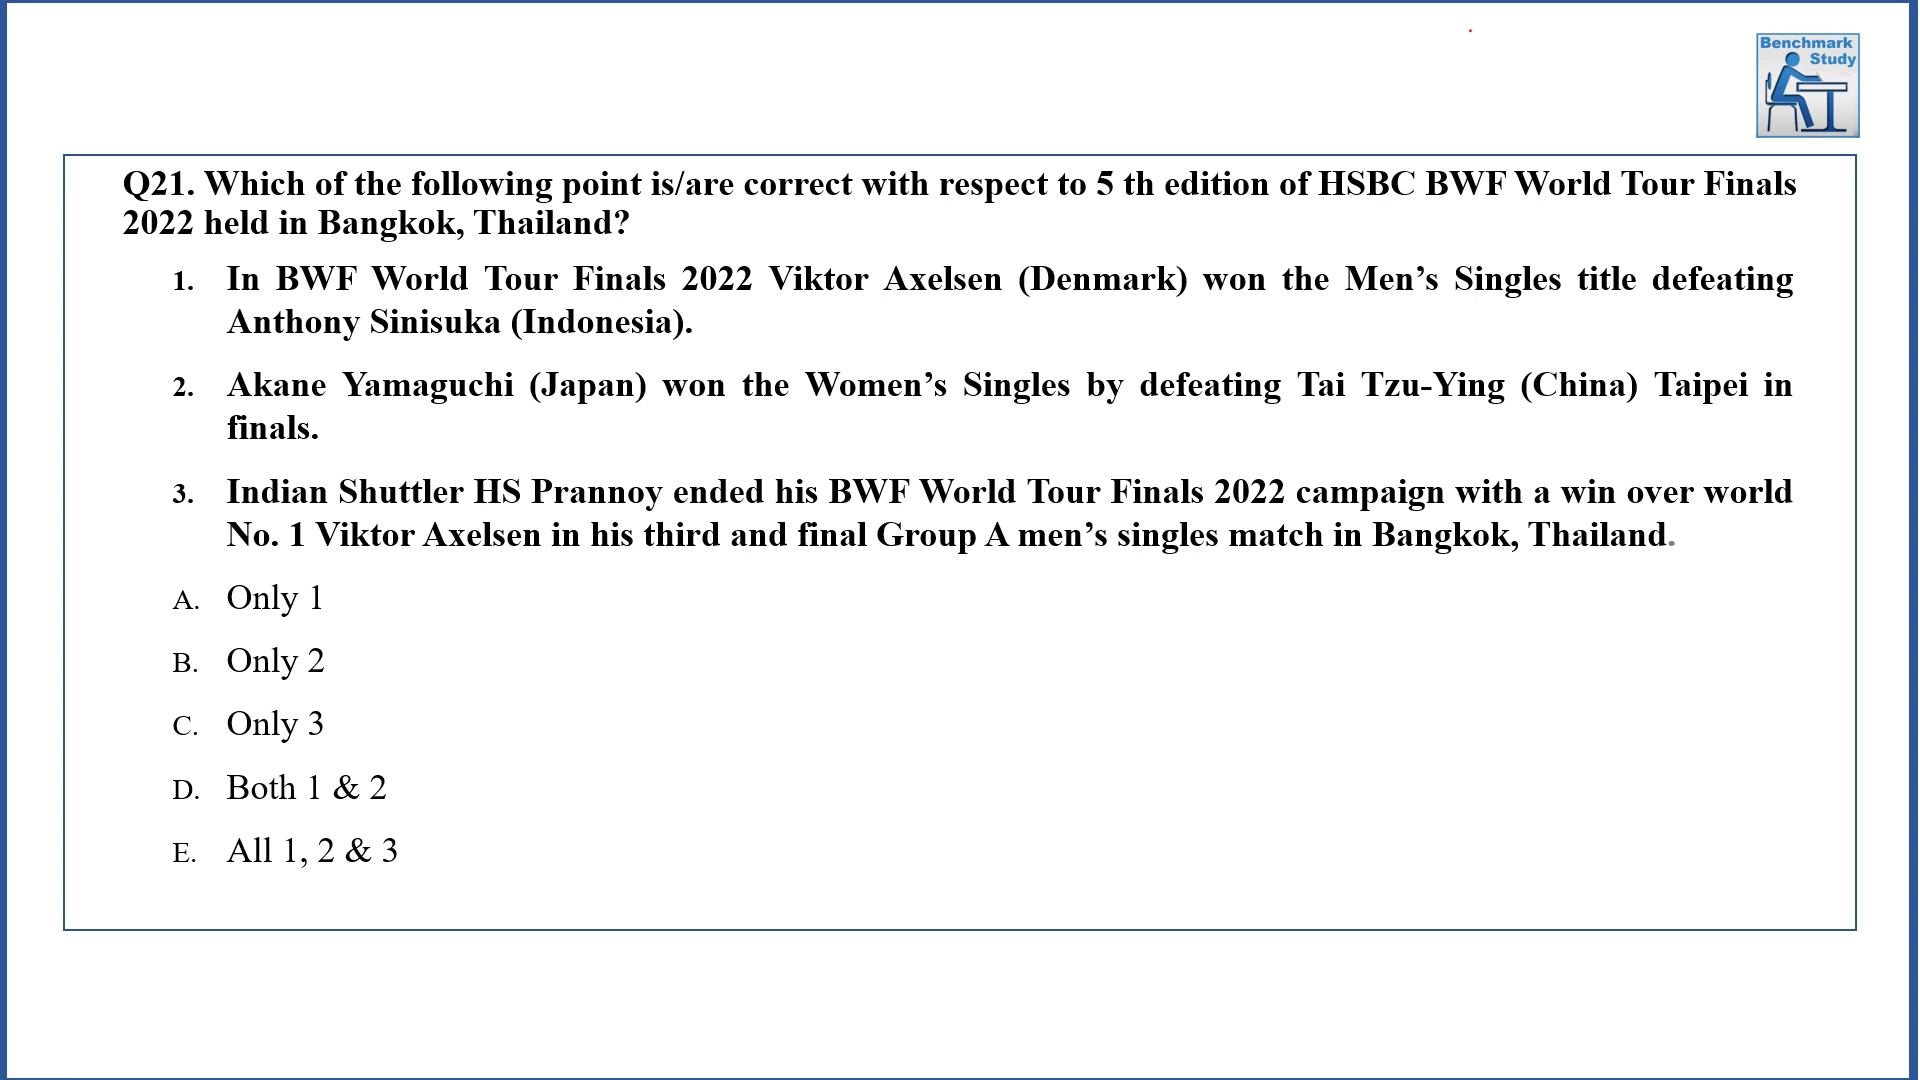 Benchmark
Study
Q21. Which of the following point is/are correct with respect to 5 th edition of HSBC BWF World Tour Finals
2022 held in Bangkok, Thailand?
1. In BWF World Tour Finals 2022 Viktor Axelsen (Denmark) won the Men’s Singles title defeating
Anthony Sinisuka (Indonesia).
2. Akane Yamaguchi (Japan) won the Women’s Singles by defeating Tai Tzu-Ying (China) Taipei in
finals.
3. Indian Shuttler HS Prannoy ended his BWF World Tour Finals 2022 campaign with a win over world
No. 1 Viktor Axelsen in his third and final Group A men’s singles match in Bangkok, Thailand.
A. Only 1
B. Only 2
C. Only 3
D. Both 1 & 2
E. All 1, 2 & 3